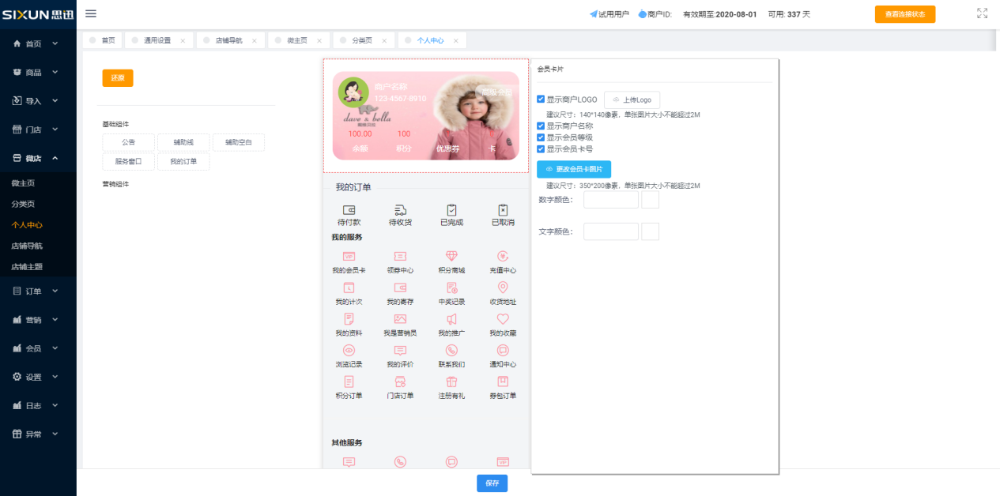 SIXUN思迅
试用用户 商户ID: 有效期至:2020-08-01 可用: 337 天 查看连接状态
首页 通用设置 × 店铺导航 × 微主页 × 分类页 × 个人中心 ×
首页
商品
导入
门店
微店
微主页
分类页
个人中心
店铺导航
店铺主题
订单
营销
会员
设置
日志
异常
还原
基础组件
公告 辅助线 辅助空白
服务窗口 我的订单
营销组件
商户名称
123-4567-8910
高级会员
dave & bella
100.00 100
余额 积分 优惠券 卡
我的订单
待付款 待收货 已完成 已取消
我的服务
我的会员卡 领券中心 积分商城 充值中心
我的计次 我的寄存 中奖记录 收货地址
我的资料 我是营销员 我的推广 我的收藏
浏览记录 我的评价 联系我们 通知中心
积分订单 门店订单 注册有礼 券包订单
其他服务
会员卡片
显示商户LOGO 上传Logo
建议尺寸：140*140像素，单张图片大小不能超过2M
显示商户名称
显示会员等级
显示会员卡号
更改会员卡图片
建议尺寸：350*200像素，单张图片大小不能超过2M
数字颜色：
文字颜色：
保存